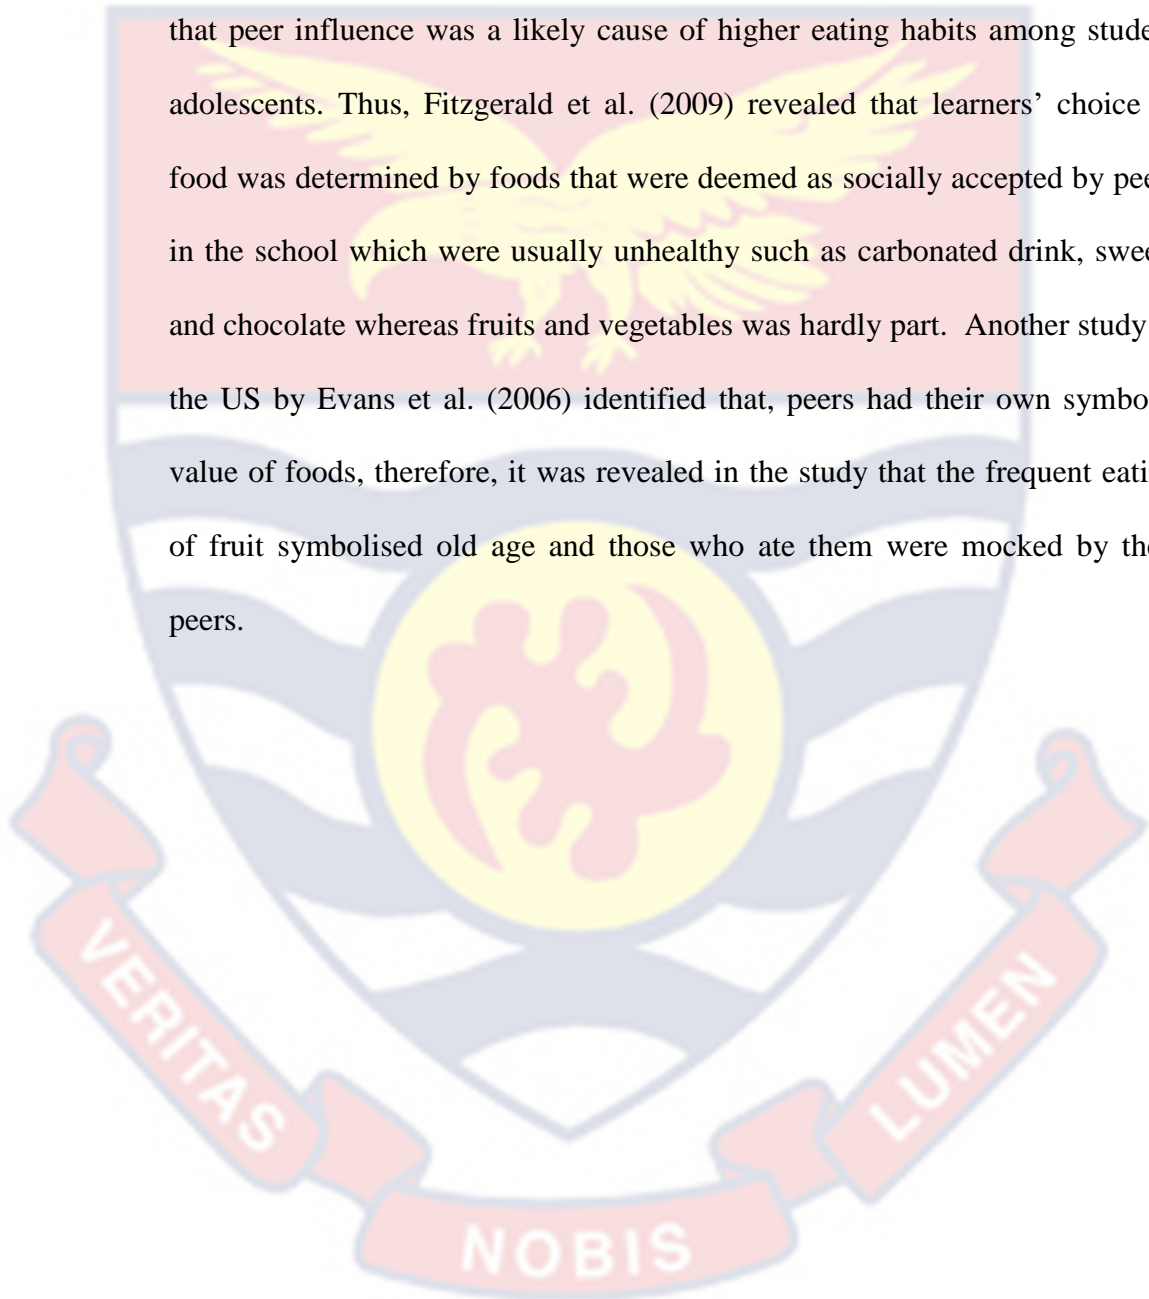 that peer influence was a likely cause of higher eating habits among stude
adolescents. Thus, Fitzgerald et al. (2009) revealed that learners’ choice
food was determined by foods that were deemed as socially accepted by pee
in the school which were usually unhealthy such as carbonated drink, swee
and chocolate whereas fruits and vegetables was hardly part.  Another study
the US by Evans et al. (2006) identified that, peers had their own symbo
value of foods, therefore, it was revealed in the study that the frequent eati
of fruit symbolised old age and those who ate them were mocked by the
peers.
VERITAS
NOBIS
LUMEN